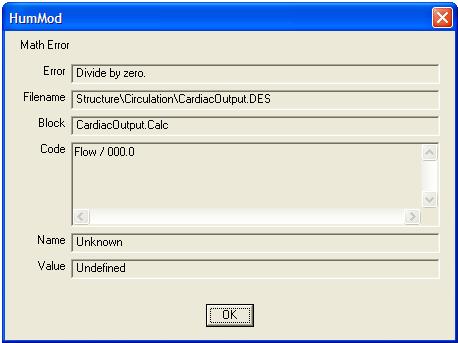 HumMod
Math Error
Error Divide by zero.
Filename Structure\Circulation\CardiacOutput.DES
Block CardiacOutput.Calc
Code Flow / 000.0
Name Unknown
Value Undefined
OK